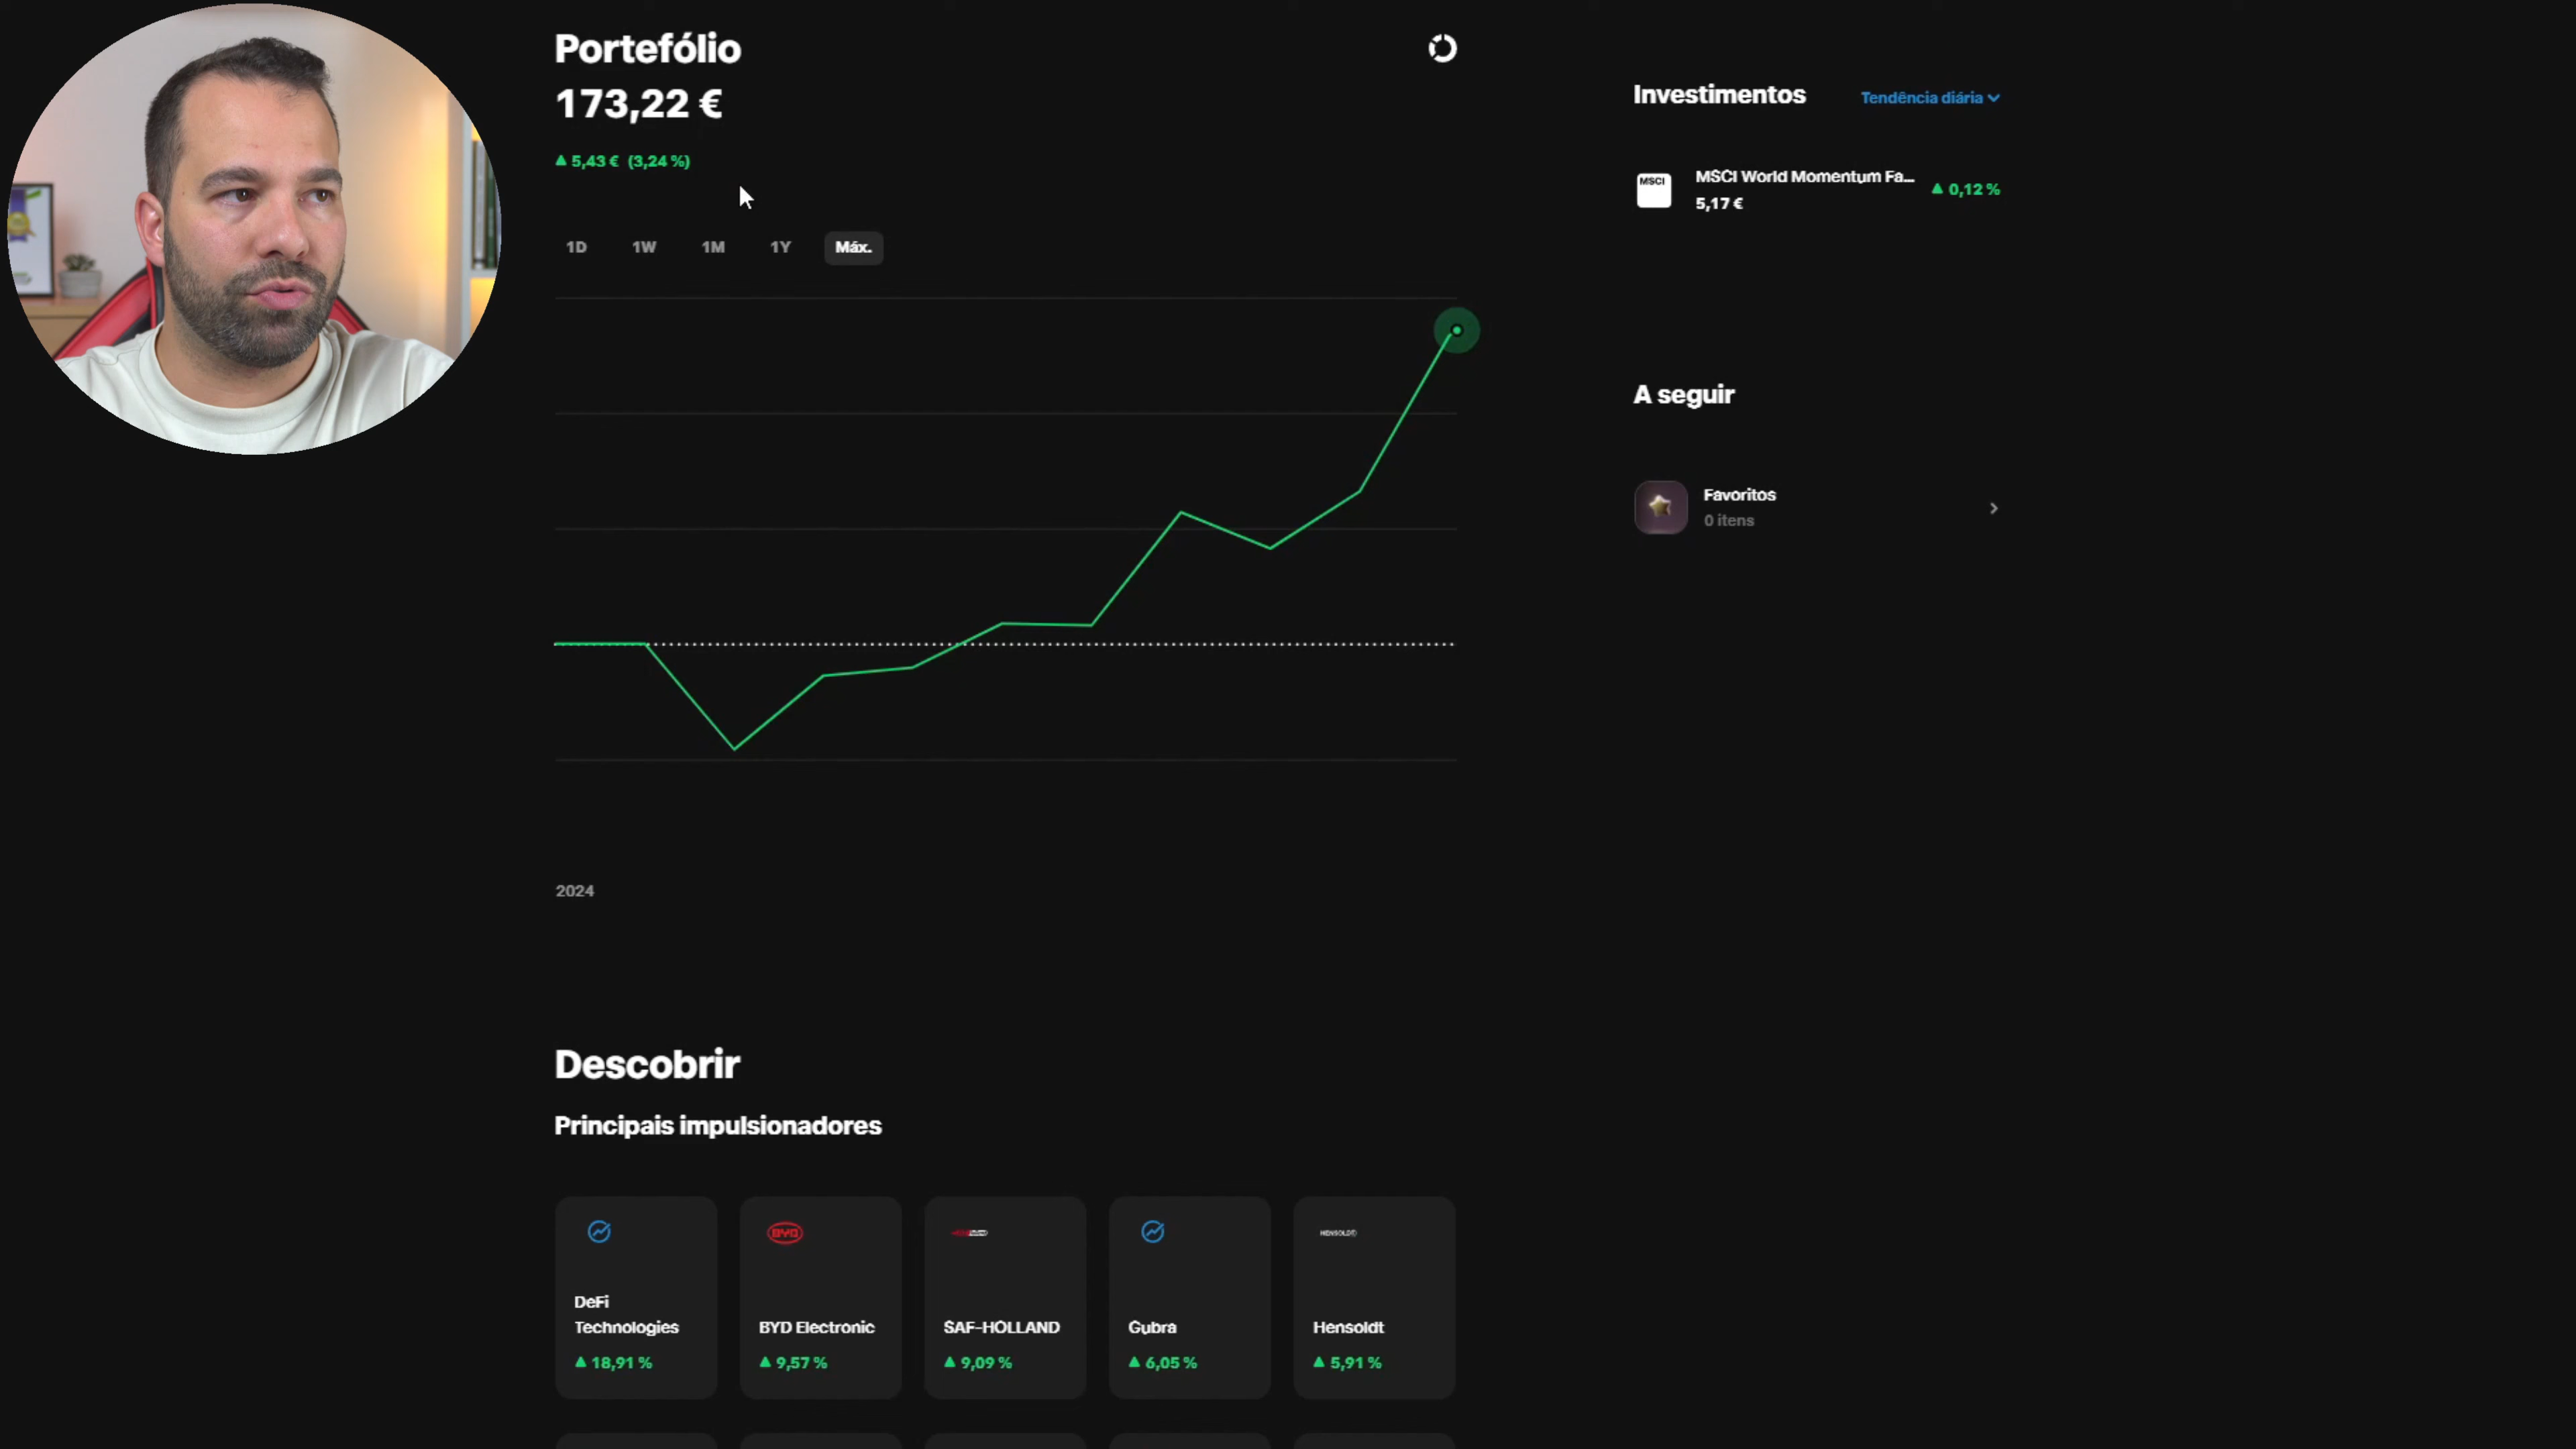 Portefólio
173,22 €
▲ 5,43 € (3,24 %)
1D 1W 1M 1Y Máx.
2024
Investimentos
Tendência diária
MSCI
MSCI World Momentum Fa...
5,17 €
▲ 0,12 %
A seguir
Favoritos
0 itens
Descobrir
Principais impulsionadores
DeFi
Technologies
▲ 18,91 %
BYD
BYD Electronic
▲ 9,57 %
SAF-HOLLAND
▲ 9,09 %
Gubra
▲ 6,05 %
HENSOLDT
Hensoldt
▲ 5,91 %